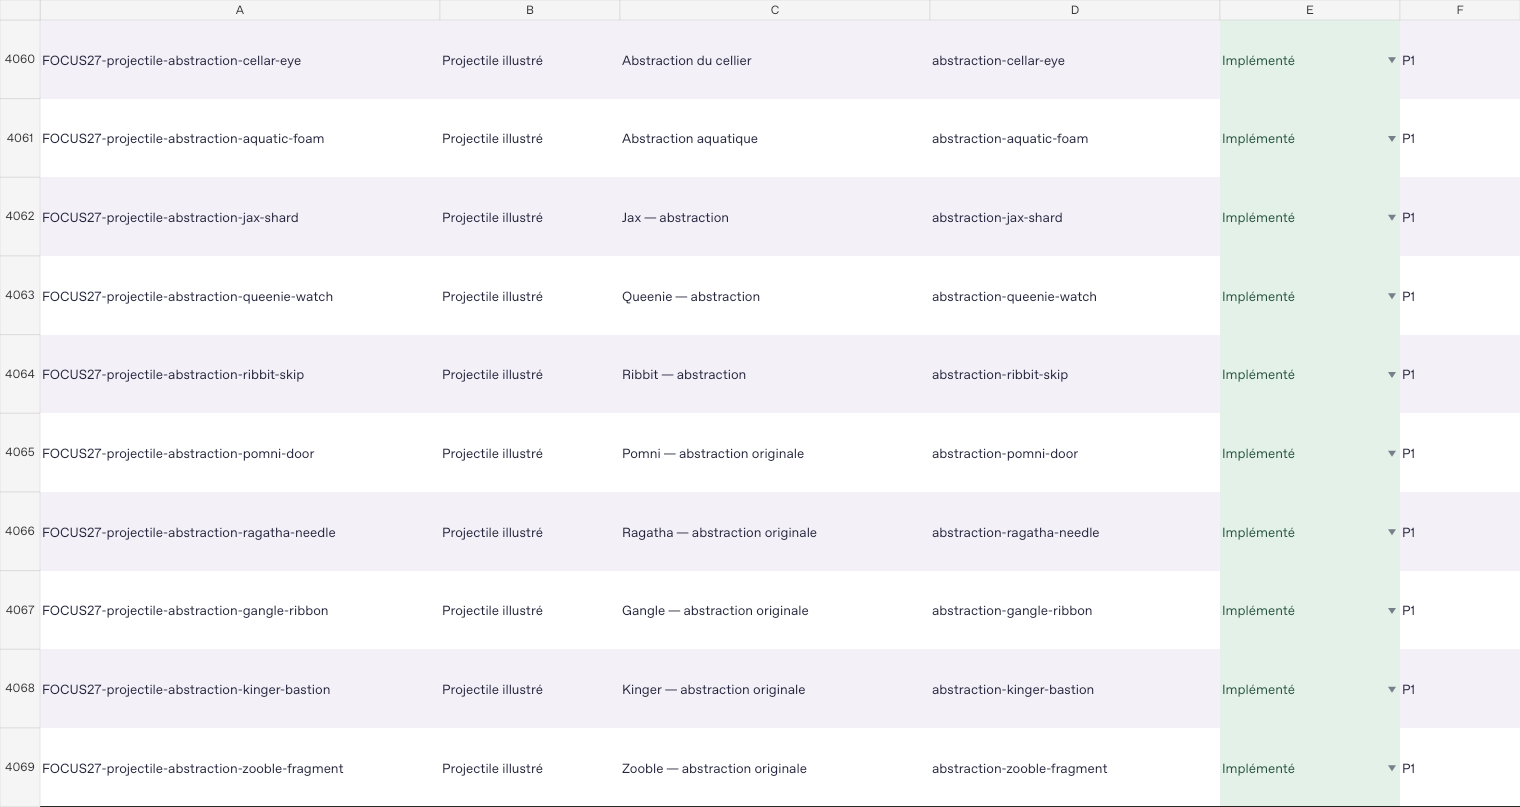 A B C D E F
4060 FOCUS27-projectile-abstraction-cellar-eye Projectile illustré Abstraction du cellier abstraction-cellar-eye Implémenté P1
4061 FOCUS27-projectile-abstraction-aquatic-foam Projectile illustré Abstraction aquatique abstraction-aquatic-foam Implémenté P1
4062 FOCUS27-projectile-abstraction-jax-shard Projectile illustré Jax — abstraction abstraction-jax-shard Implémenté P1
4063 FOCUS27-projectile-abstraction-queenie-watch Projectile illustré Queenie — abstraction abstraction-queenie-watch Implémenté P1
4064 FOCUS27-projectile-abstraction-ribbit-skip Projectile illustré Ribbit — abstraction abstraction-ribbit-skip Implémenté P1
4065 FOCUS27-projectile-abstraction-pomni-door Projectile illustré Pomni — abstraction originale abstraction-pomni-door Implémenté P1
4066 FOCUS27-projectile-abstraction-ragatha-needle Projectile illustré Ragatha — abstraction originale abstraction-ragatha-needle Implémenté P1
4067 FOCUS27-projectile-abstraction-gangle-ribbon Projectile illustré Gangle — abstraction originale abstraction-gangle-ribbon Implémenté P1
4068 FOCUS27-projectile-abstraction-kinger-bastion Projectile illustré Kinger — abstraction originale abstraction-kinger-bastion Implémenté P1
4069 FOCUS27-projectile-abstraction-zooble-fragment Projectile illustré Zooble — abstraction originale abstraction-zooble-fragment Implémenté P1